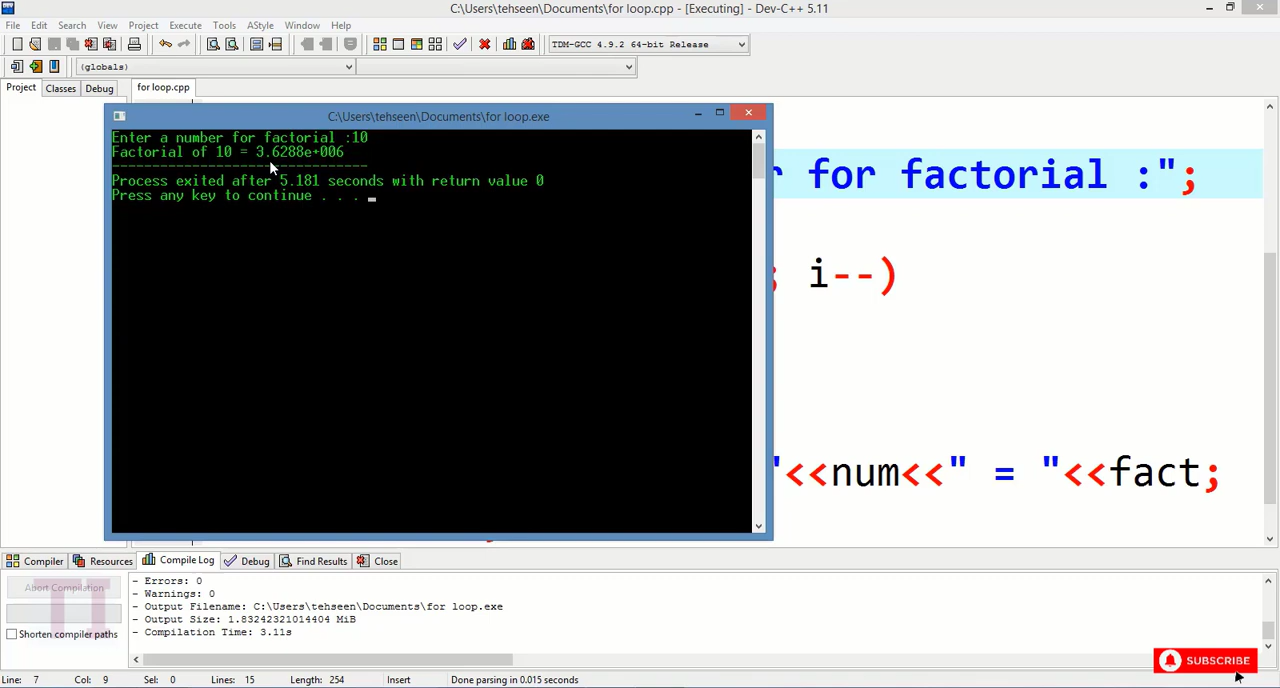 C:\Users\tehseen\Documents\for loop.cpp - [Executing] - Dev-C++ 5.11
File Edit Search View Project Execute Tools AStyle Window Help
TDM-GCC 4.9.2 64-bit Release
(globals)
Project Classes Debug for loop.cpp
C:\Users\tehseen\Documents\for loop.exe
Enter a number for factorial :10
Factorial of 10 = 3.6288e+006
--------------------------------
Process exited after 5.181 seconds with return value 0
Press any key to continue . . .
r for factorial :";
; i--)
"<<num<<" = "<<fact;
;
Compiler Resources Compile Log Debug Find Results Close
Abort Compilation
TI
Shorten compiler paths
- Errors: 0
- Warnings: 0
- Output Filename: C:\Users\tehseen\Documents\for loop.exe
- Output Size: 1.83242321014404 MiB
- Compilation Time: 3.11s
SUBSCRIBE
Line: 7 Col: 9 Sel: 0 Lines: 15 Length: 254 Insert Done parsing in 0.015 seconds